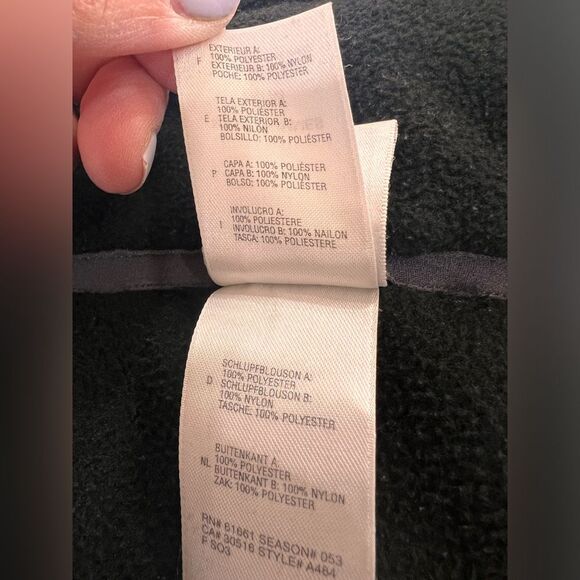 EXTERIEUR A:
100% POLYESTER
F EXTERIEUR B: 100% NYLON
POCHE: 100% POLYESTER
TELA EXTERIOR A:
100% POLIÉSTER
E TELA EXTERIOR B:
100% NILÓN
BOLSILLO: 100% POLIÉSTER
CAPA A: 100% POLIÉSTER
P CAPA B: 100% NYLON
BOLSO: 100% POLIÉSTER
INVOLUCRO A:
100% POLIESTERE
I INVOLUCRO B: 100% NAILON
TASCA: 100% POLIESTERE
SCHLUPFBLOUSON A:
100% POLYESTER
D SCHLUPFBLOUSON B:
100% NYLON
TASCHE: 100% POLYESTER
BUITENKANT A:
100% POLYESTER
NL BUITENKANT B: 100% NYLON
ZAK: 100% POLYESTER
RN# 61661 SEASON# 053
CA# 30516 STYLE# A484
F SO3